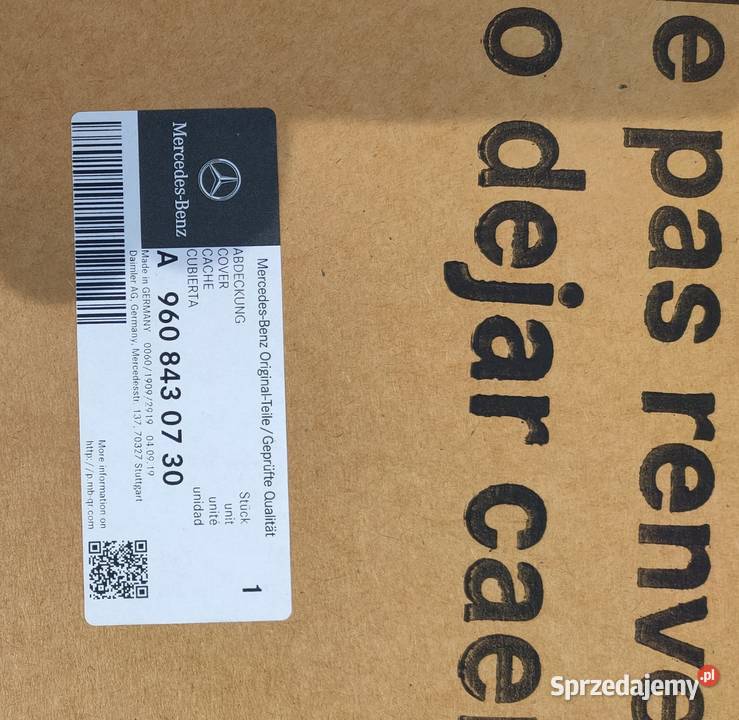 Mercedes-Benz
Mercedes-Benz Original-Teile/Geprüfte Qualität
ABDECKUNG
COVER
CACHE
CUBIERTA
Stück
unit
unité
unidad
1
A 960 843 07 30
Made in GERMANY 0060/1909/2919 04.09.19
Daimler AG, Germany, Mercedesstr. 137, 70327 Stuttgart
More information on
http://p.mb-qr.com
e pas renve
o dejar cae
Sprzedajemy.pl